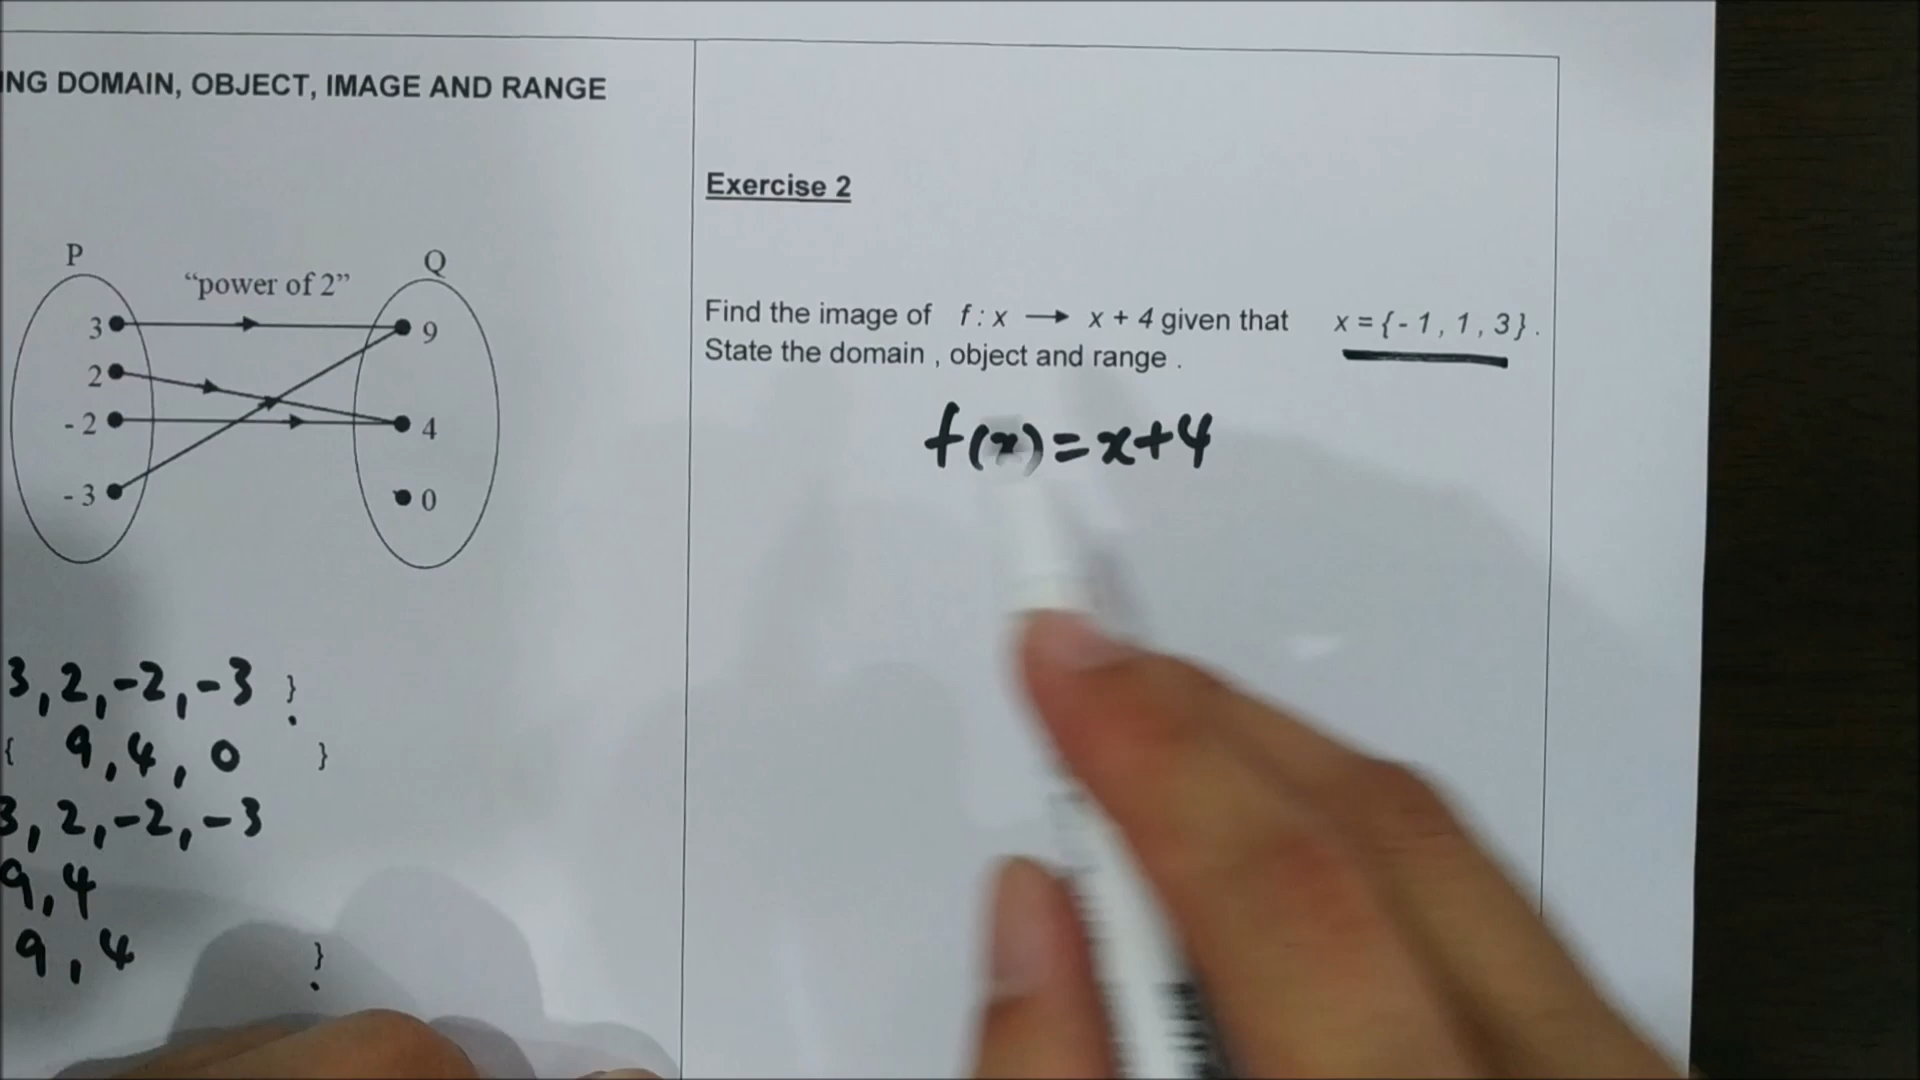 ING DOMAIN, OBJECT, IMAGE AND RANGE
P
Q
“power of 2”
3
9
2
- 2
4
- 3
0
3, 2, -2, -3 }
{ 9, 4, 0 }
3, 2, -2, -3
9, 4
9, 4 }
Exercise 2
Find the image of f : x → x + 4 given that x = { - 1 , 1 , 3 } .
State the domain , object and range .
f(x) = x+4